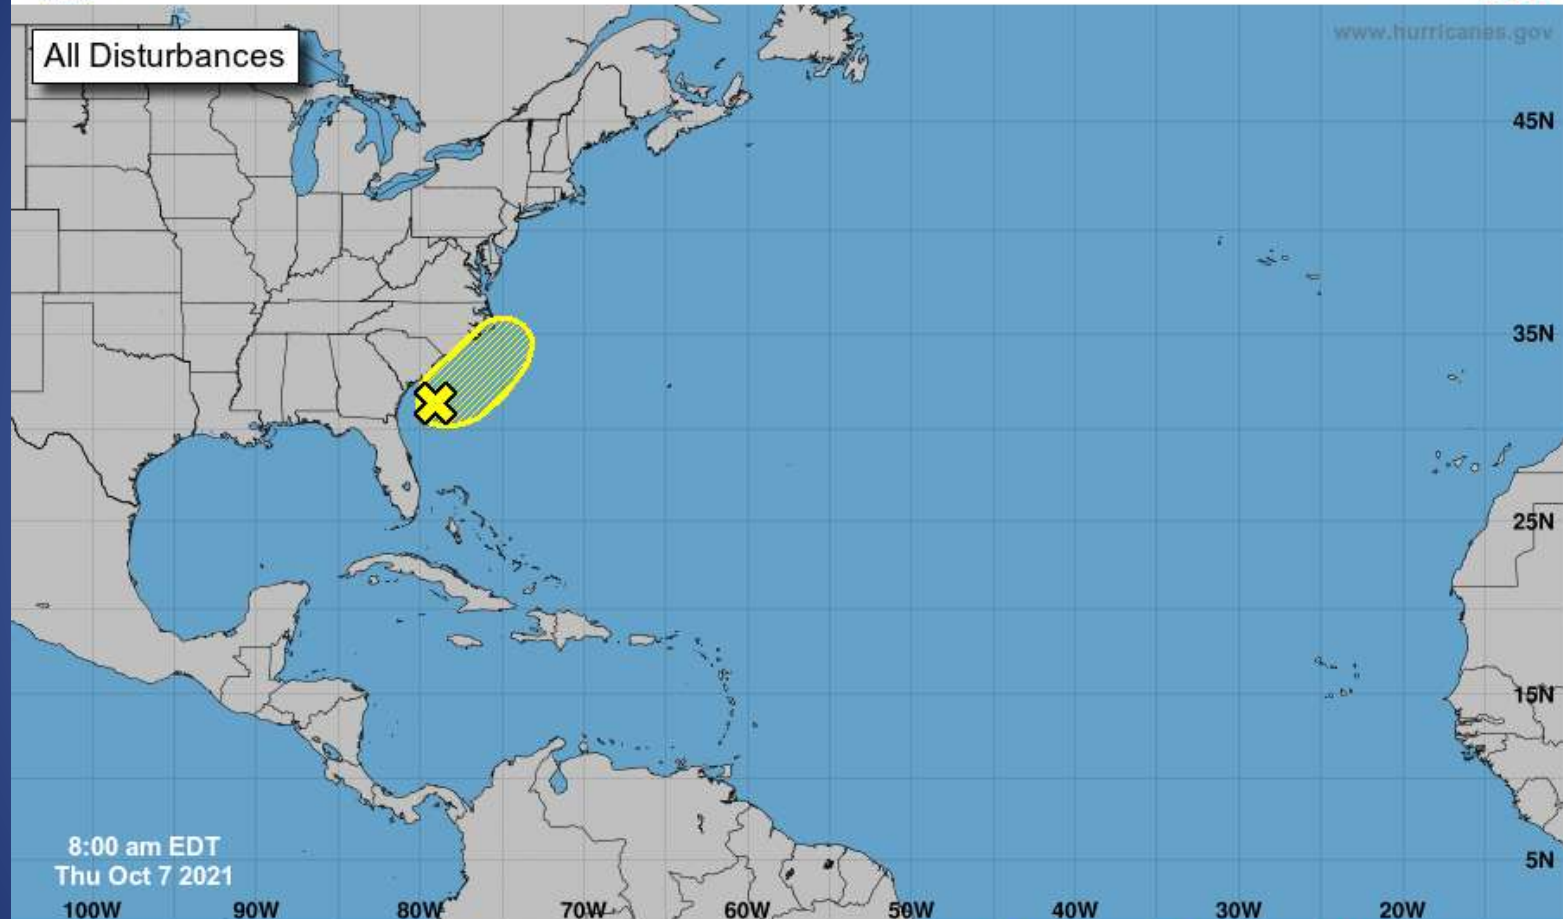 All Disturbances
www.hurricanes.gov
45N
35N
25N
15N
5N
8:00 am EDT
Thu Oct 7 2021
100W 90W 80W 70W 60W 50W 40W 30W 20W